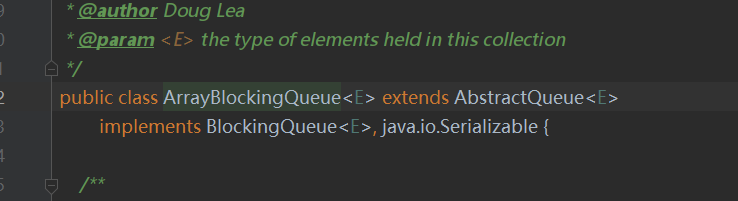 * @author Doug Lea
* @param <E> the type of elements held in this collection
*/
public class ArrayBlockingQueue<E> extends AbstractQueue<E>
implements BlockingQueue<E>, java.io.Serializable {
/**